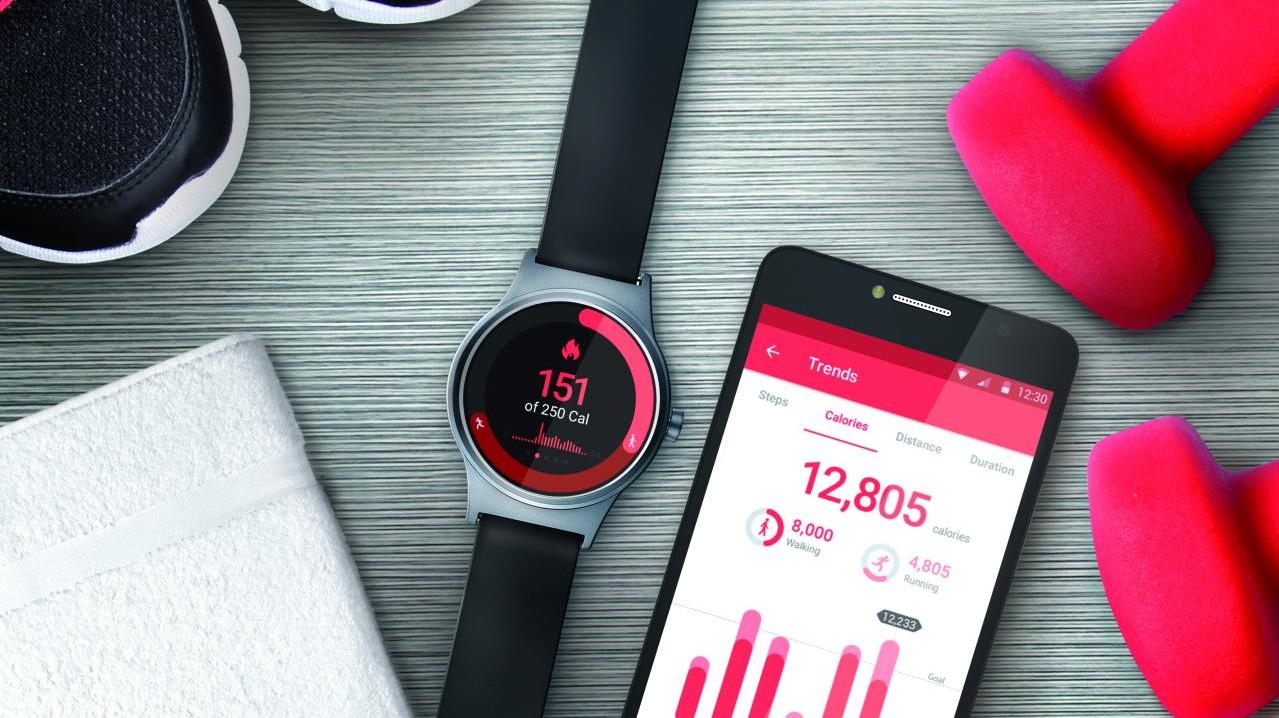 151
of 250 Cal
12:30
Trends
Steps Calories Distance Duration
12,805 calories
8,000
Walking
4,805
Running
12,233
Goal